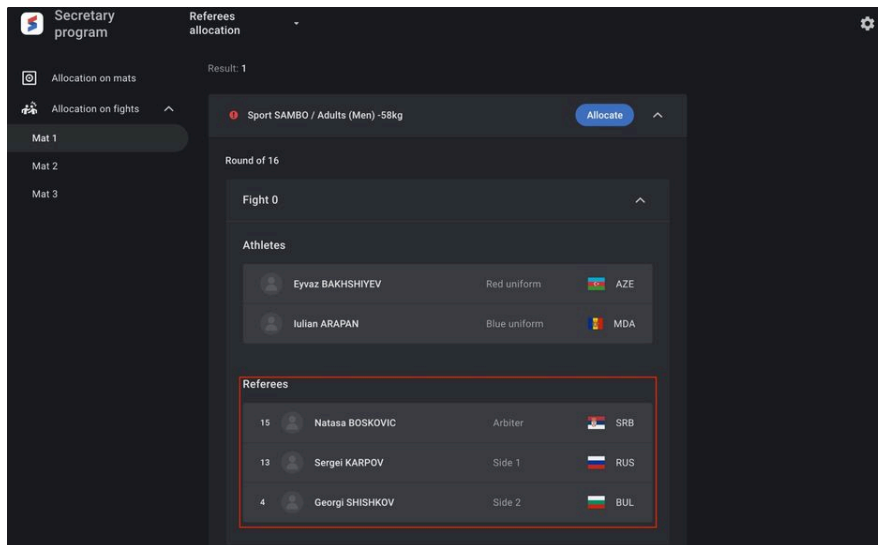 Secretary
program
Referees
allocation
Allocation on mats
Allocation on fights
Mat 1
Mat 2
Mat 3
Result: 1
Sport SAMBO / Adults (Men) -58kg
Allocate
Round of 16
Fight 0
Athletes
Eyvaz BAKHSHIYEV Red uniform AZE
Iulian ARAPAN Blue uniform MDA
Referees
15 Natasa BOSKOVIC Arbiter SRB
13 Sergei KARPOV Side 1 RUS
4 Georgi SHISHKOV Side 2 BUL